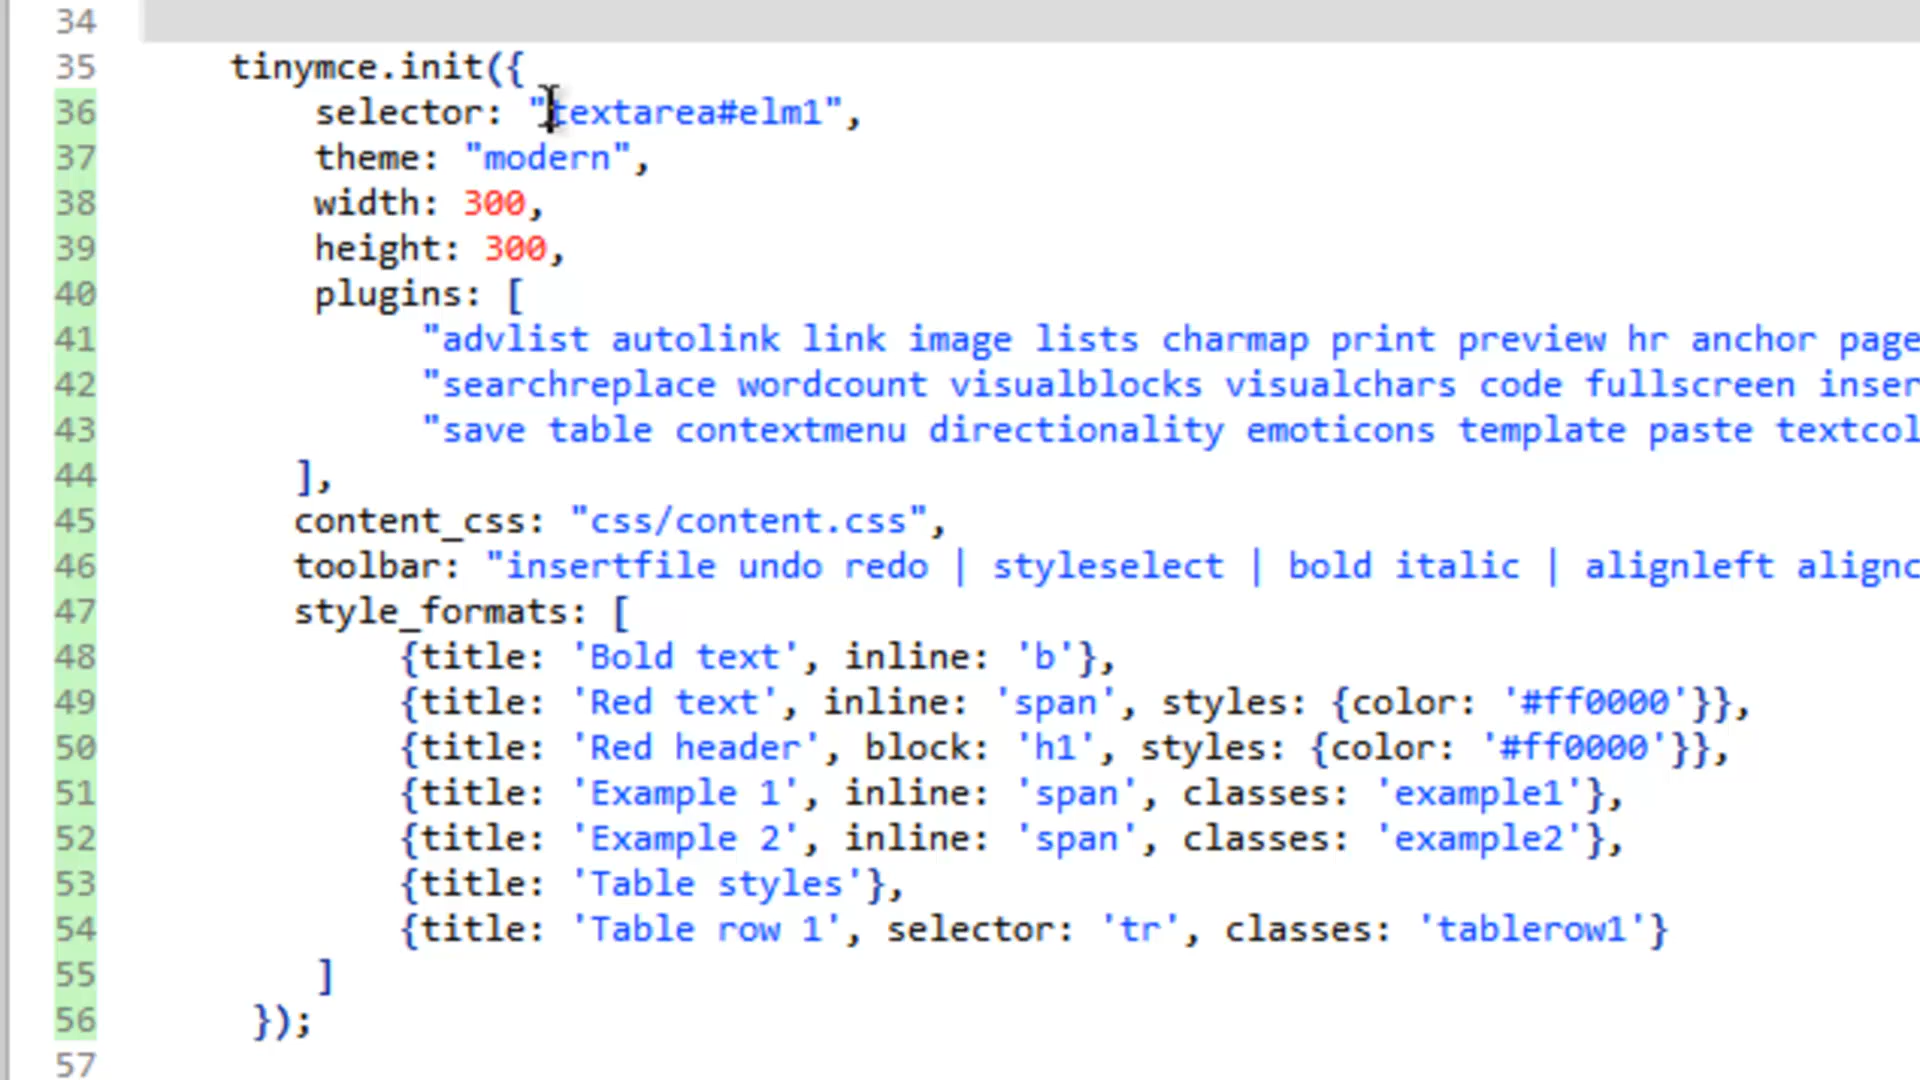 34
35 tinymce.init({
36 selector: "textarea#elm1",
37 theme: "modern",
38 width: 300,
39 height: 300,
40 plugins: [
41 "advlist autolink link image lists charmap print preview hr anchor page
42 "searchreplace wordcount visualblocks visualchars code fullscreen inser
43 "save table contextmenu directionality emoticons template paste textcol
44 ],
45 content_css: "css/content.css",
46 toolbar: "insertfile undo redo | styleselect | bold italic | alignleft alignc
47 style_formats: [
48 {title: 'Bold text', inline: 'b'},
49 {title: 'Red text', inline: 'span', styles: {color: '#ff0000'}},
50 {title: 'Red header', block: 'h1', styles: {color: '#ff0000'}},
51 {title: 'Example 1', inline: 'span', classes: 'example1'},
52 {title: 'Example 2', inline: 'span', classes: 'example2'},
53 {title: 'Table styles'},
54 {title: 'Table row 1', selector: 'tr', classes: 'tablerow1'}
55 ]
56 });
57